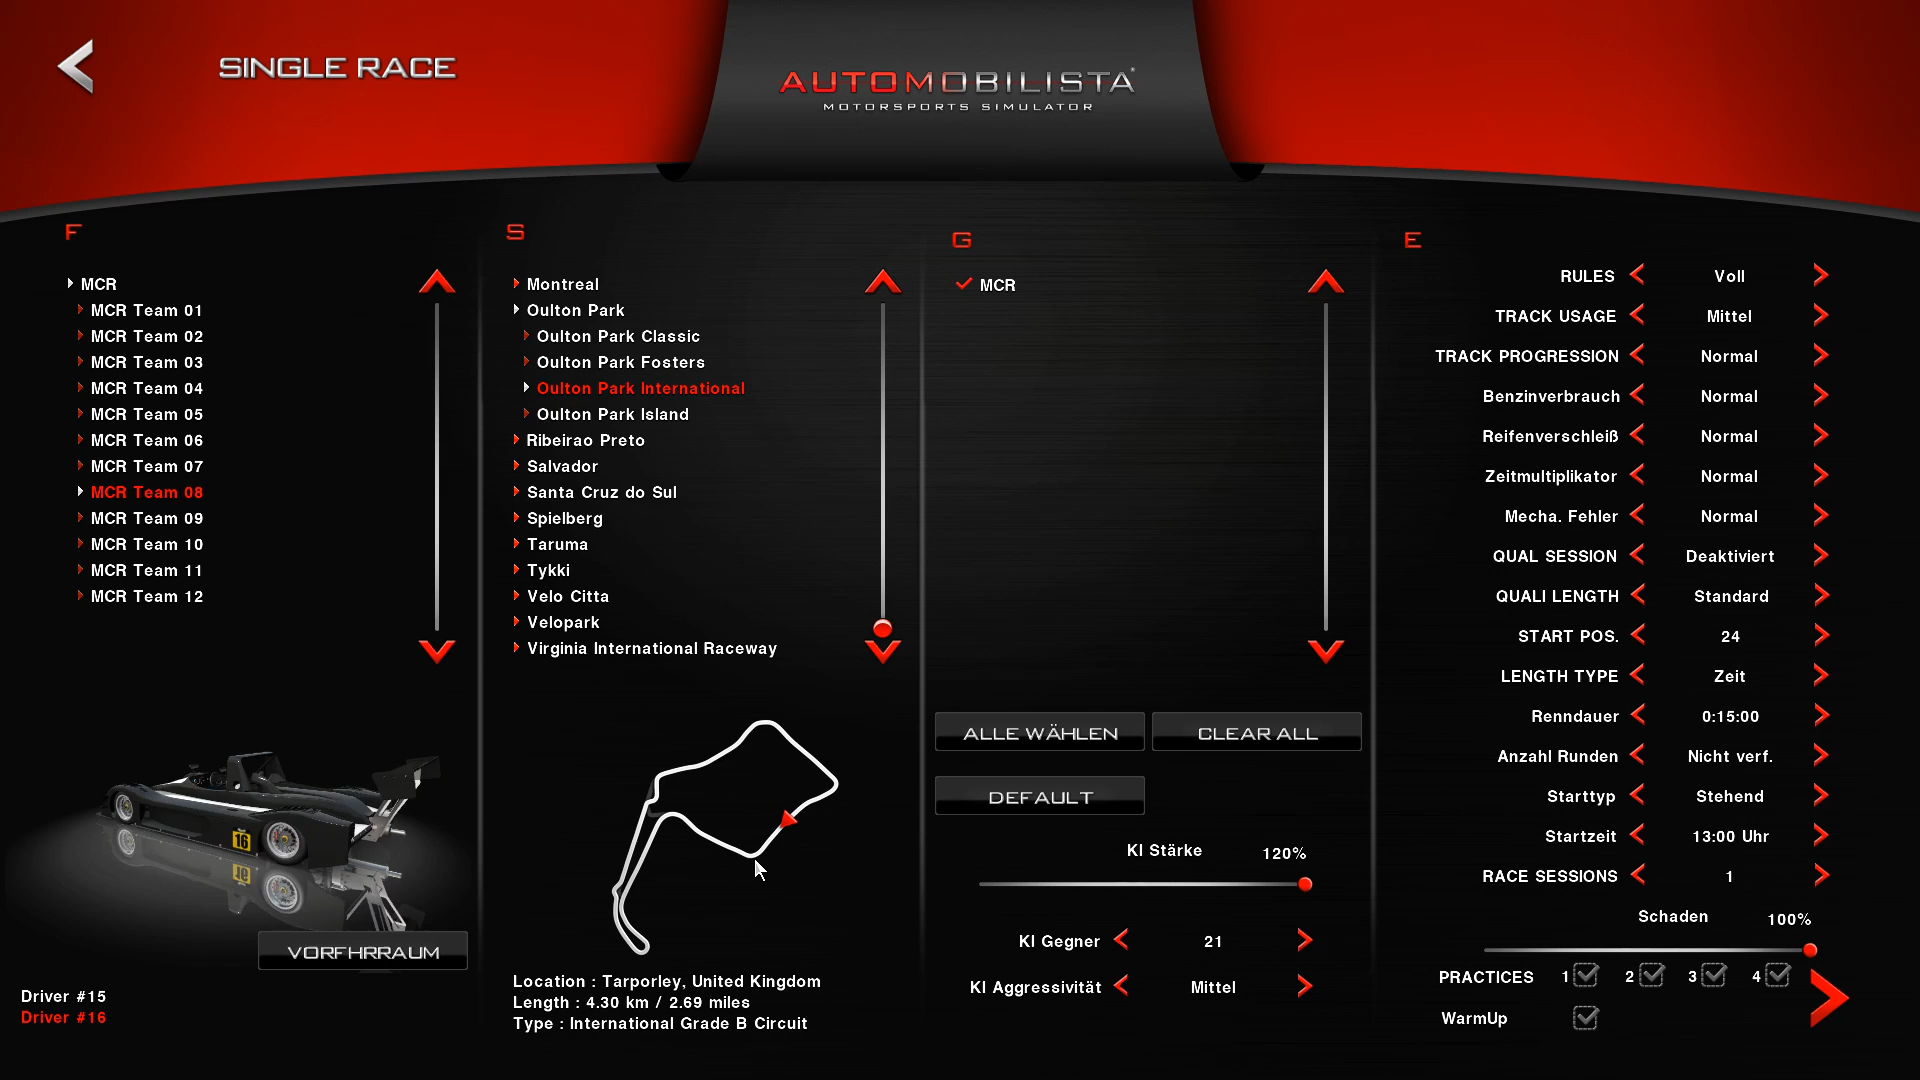 SINGLE RACE
AUTOMOBILISTA
MOTORSPORTS SIMULATOR
F
MCR
MCR Team 01
MCR Team 02
MCR Team 03
MCR Team 04
MCR Team 05
MCR Team 06
MCR Team 07
MCR Team 08
MCR Team 09
MCR Team 10
MCR Team 11
MCR Team 12
16
VORFHRRAUM
Driver #15
Driver #16
S
Montreal
Oulton Park
Oulton Park Classic
Oulton Park Fosters
Oulton Park International
Oulton Park Island
Ribeirao Preto
Salvador
Santa Cruz do Sul
Spielberg
Taruma
Tykki
Velo Citta
Velopark
Virginia International Raceway
Location : Tarporley, United Kingdom
Length : 4.30 km / 2.69 miles
Type : International Grade B Circuit
G
MCR
ALLE WÄHLEN CLEAR ALL
DEFAULT
KI Stärke 120%
KI Gegner 21
KI Aggressivität Mittel
E
RULES Voll
TRACK USAGE Mittel
TRACK PROGRESSION Normal
Benzinverbrauch Normal
Reifenverschleiß Normal
Zeitmultiplikator Normal
Mecha. Fehler Normal
QUAL SESSION Deaktiviert
QUALI LENGTH Standard
START POS. 24
LENGTH TYPE Zeit
Renndauer 0:15:00
Anzahl Runden Nicht verf.
Starttyp Stehend
Startzeit 13:00 Uhr
RACE SESSIONS 1
Schaden 100%
PRACTICES 1 2 3 4
WarmUp